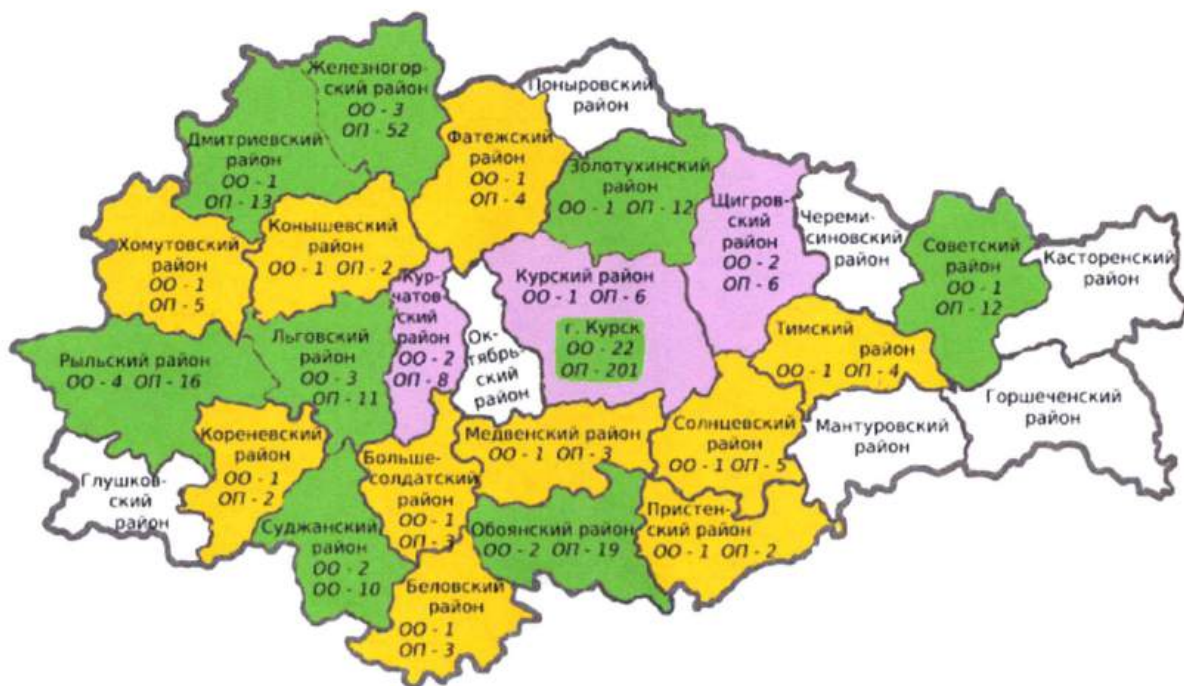 Железногор-
ский район
ОО - 3
ОП - 52
Поныровский
район
Дмитриевский
район
ОО - 1
ОП - 13
Фатежский
район
ОО - 1
ОП - 4
Золотухинский
район
ОО - 1 ОП - 12
Щигров-
ский
район
ОО - 2
ОП - 6
Череми-
синовский
район
Советский
район
ОО - 1
ОП - 12
Касторенский
район
Хомутовский
район
ОО - 1
ОП - 5
Конышевский
район
ОО - 1 ОП - 2
Кур-
чатов-
ский
район
ОО - 2
ОП - 8
Ок-
тябрь-
ский
район
Курский район
ОО - 1 ОП - 6
г. Курск
ОО - 22
ОП - 201
Тимский
район
ОО - 1 ОП - 4
Рыльский район
ОО - 4 ОП - 16
Льговский
район
ОО - 3
ОП - 11
Горшеченский
район
Мантуровский
район
Солнцевский
район
ОО - 1 ОП - 5
Медвенский район
ОО - 1 ОП - 3
Кореневский
район
ОО - 1
ОП - 2
Больше-
солдатский
район
ОО - 1
ОП - 3
Глушков-
ский
район
Суджанский
район
ОО - 2
ОО - 10
Обоянский район
ОО - 2 ОП - 19
Пристен-
ский район
ОО - 1 ОП - 2
Беловский
район
ОО - 1
ОП - 3